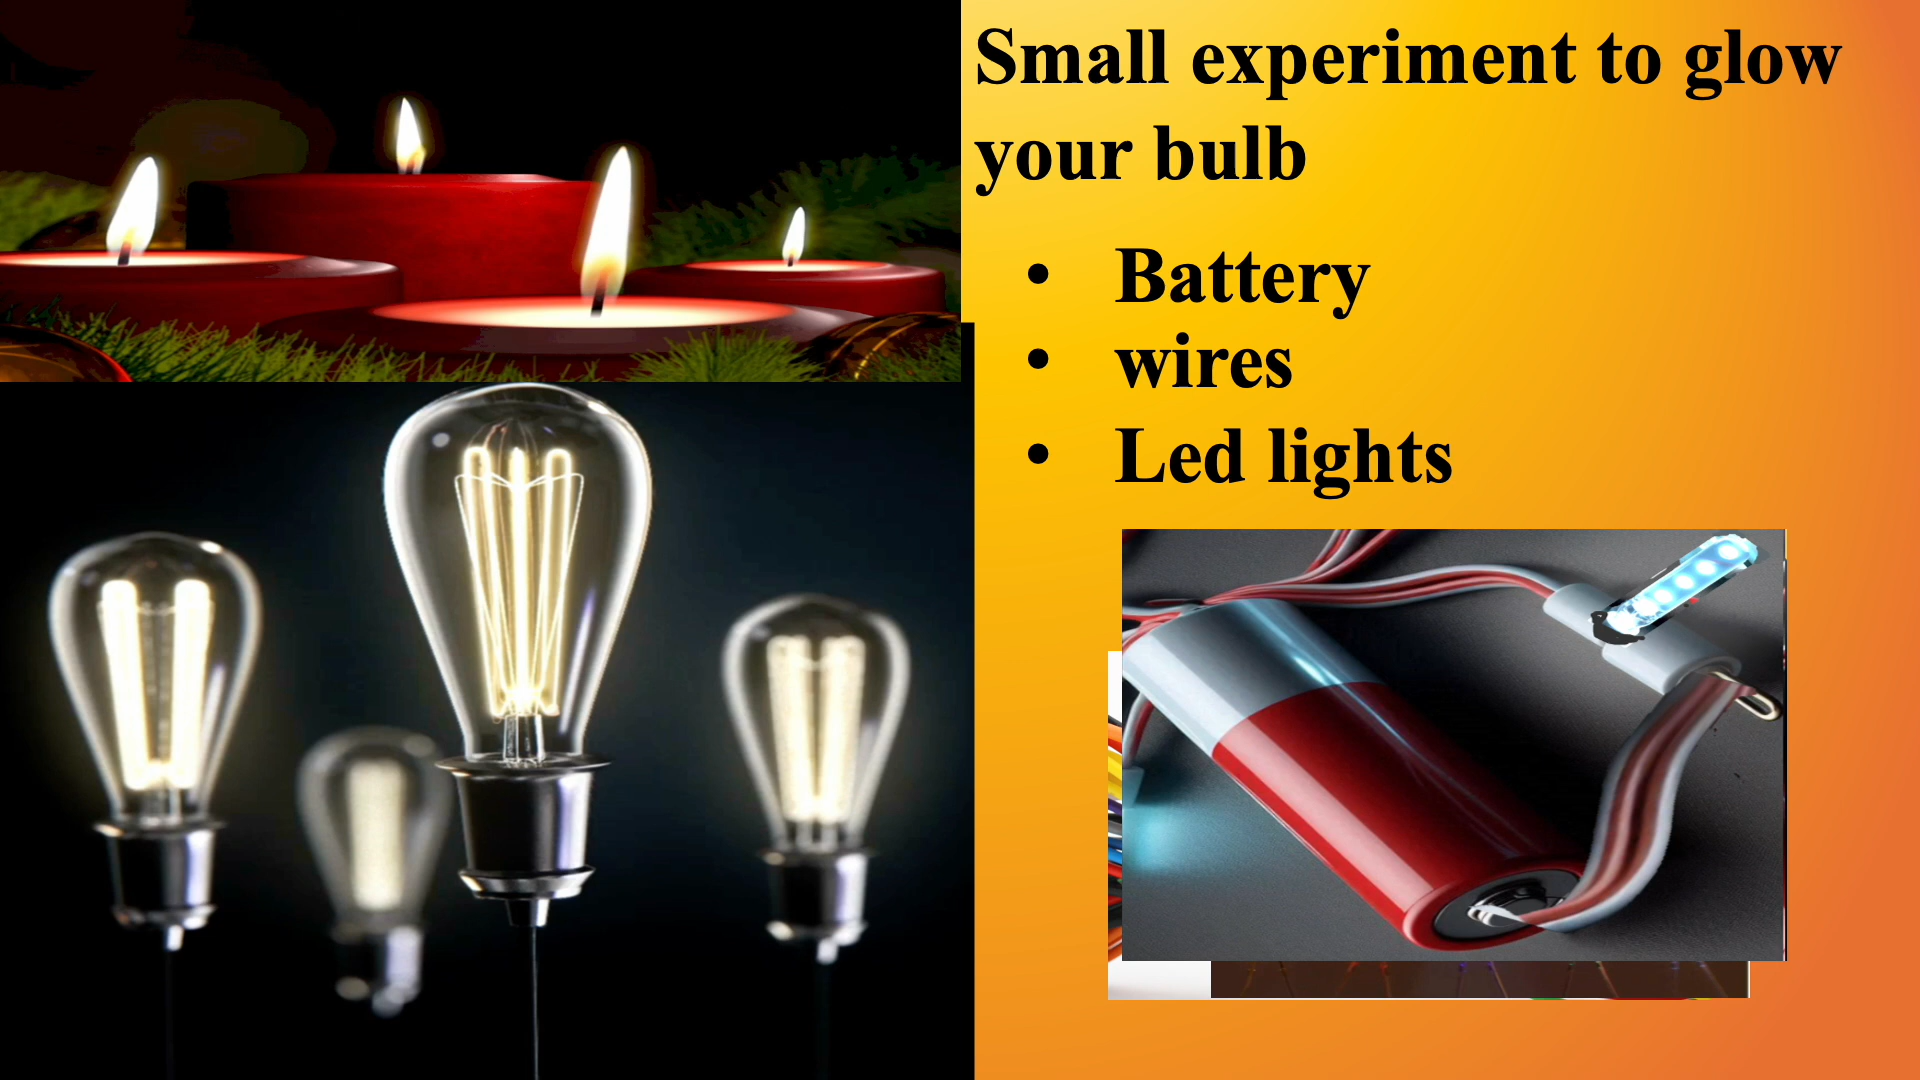 Small experiment to glow
your bulb
• Battery
• wires
• Led lights